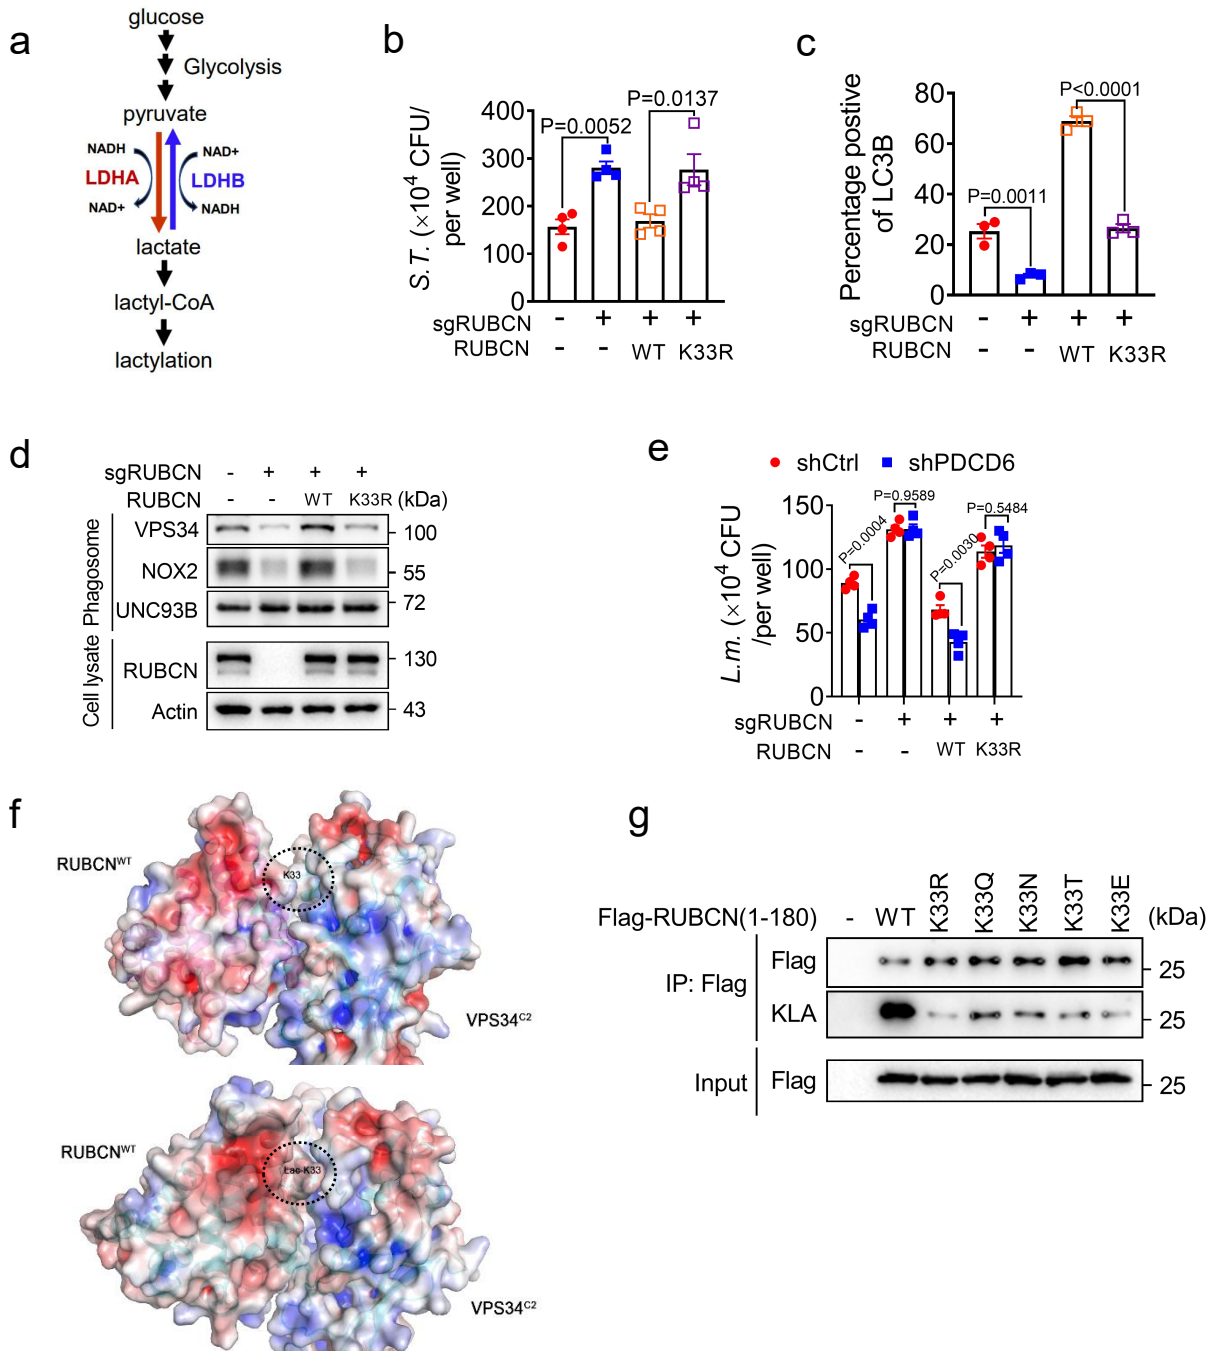 a
glucose
Glycolysis
pyruvate
NADH
NAD+
LDHA
LDHB
NAD+
NADH
lactate
lactyl-CoA
lactylation
b
S.T. (×10⁴ CFU/
per well)
400
300
200
100
0
P=0.0052
P=0.0137
sgRUBCN - + + +
RUBCN - - WT K33R
c
Percentage postive
of LC3B
80
60
40
20
0
P=0.0011
P<0.0001
sgRUBCN - + + +
RUBCN - - WT K33R
d
sgRUBCN - + + +
RUBCN - - WT K33R (kDa)
Phagosome
VPS34 100
NOX2 55
UNC93B 72
Cell lysate
RUBCN 130
Actin 43
e
shCtrl shPDCD6
L.m. (×10⁴ CFU
/per well)
150
100
50
0
P=0.0004
P=0.9589
P=0.0030
P=0.5484
sgRUBCN - + + +
RUBCN - - WT K33R
f
RUBCNᵂᵀ
K33
VPS34ᶜ²
RUBCNᵂᵀ
Lac-K33
VPS34ᶜ²
g
Flag-RUBCN(1-180) - WT K33R K33Q K33N K33T K33E (kDa)
IP: Flag
Flag 25
KLA 25
Input Flag 25